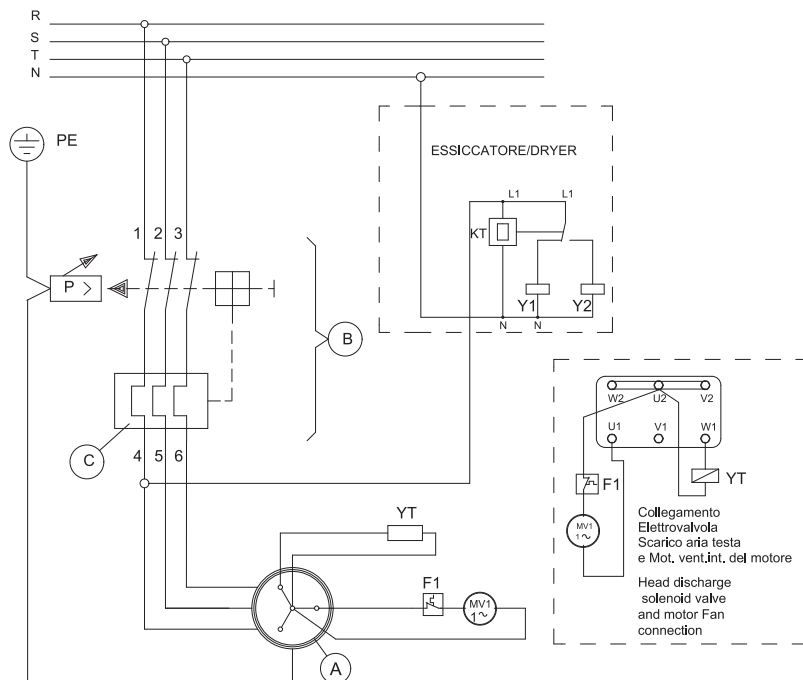 R
S
T
N
PE
ESSICCATORE/DRYER
L1 L1
KT
Y1 Y2
N N
1 2 3
P >
B
C
4 5 6
YT
F1
MV1
1~
A
W2 U2 V2
U1 V1 W1
F1
YT
MV1
1~
Collegamento
Elettrovalvola
Scarico aria testa
e Mot. vent.int. del motore
Head discharge
solenoid valve
and motor Fan
connection